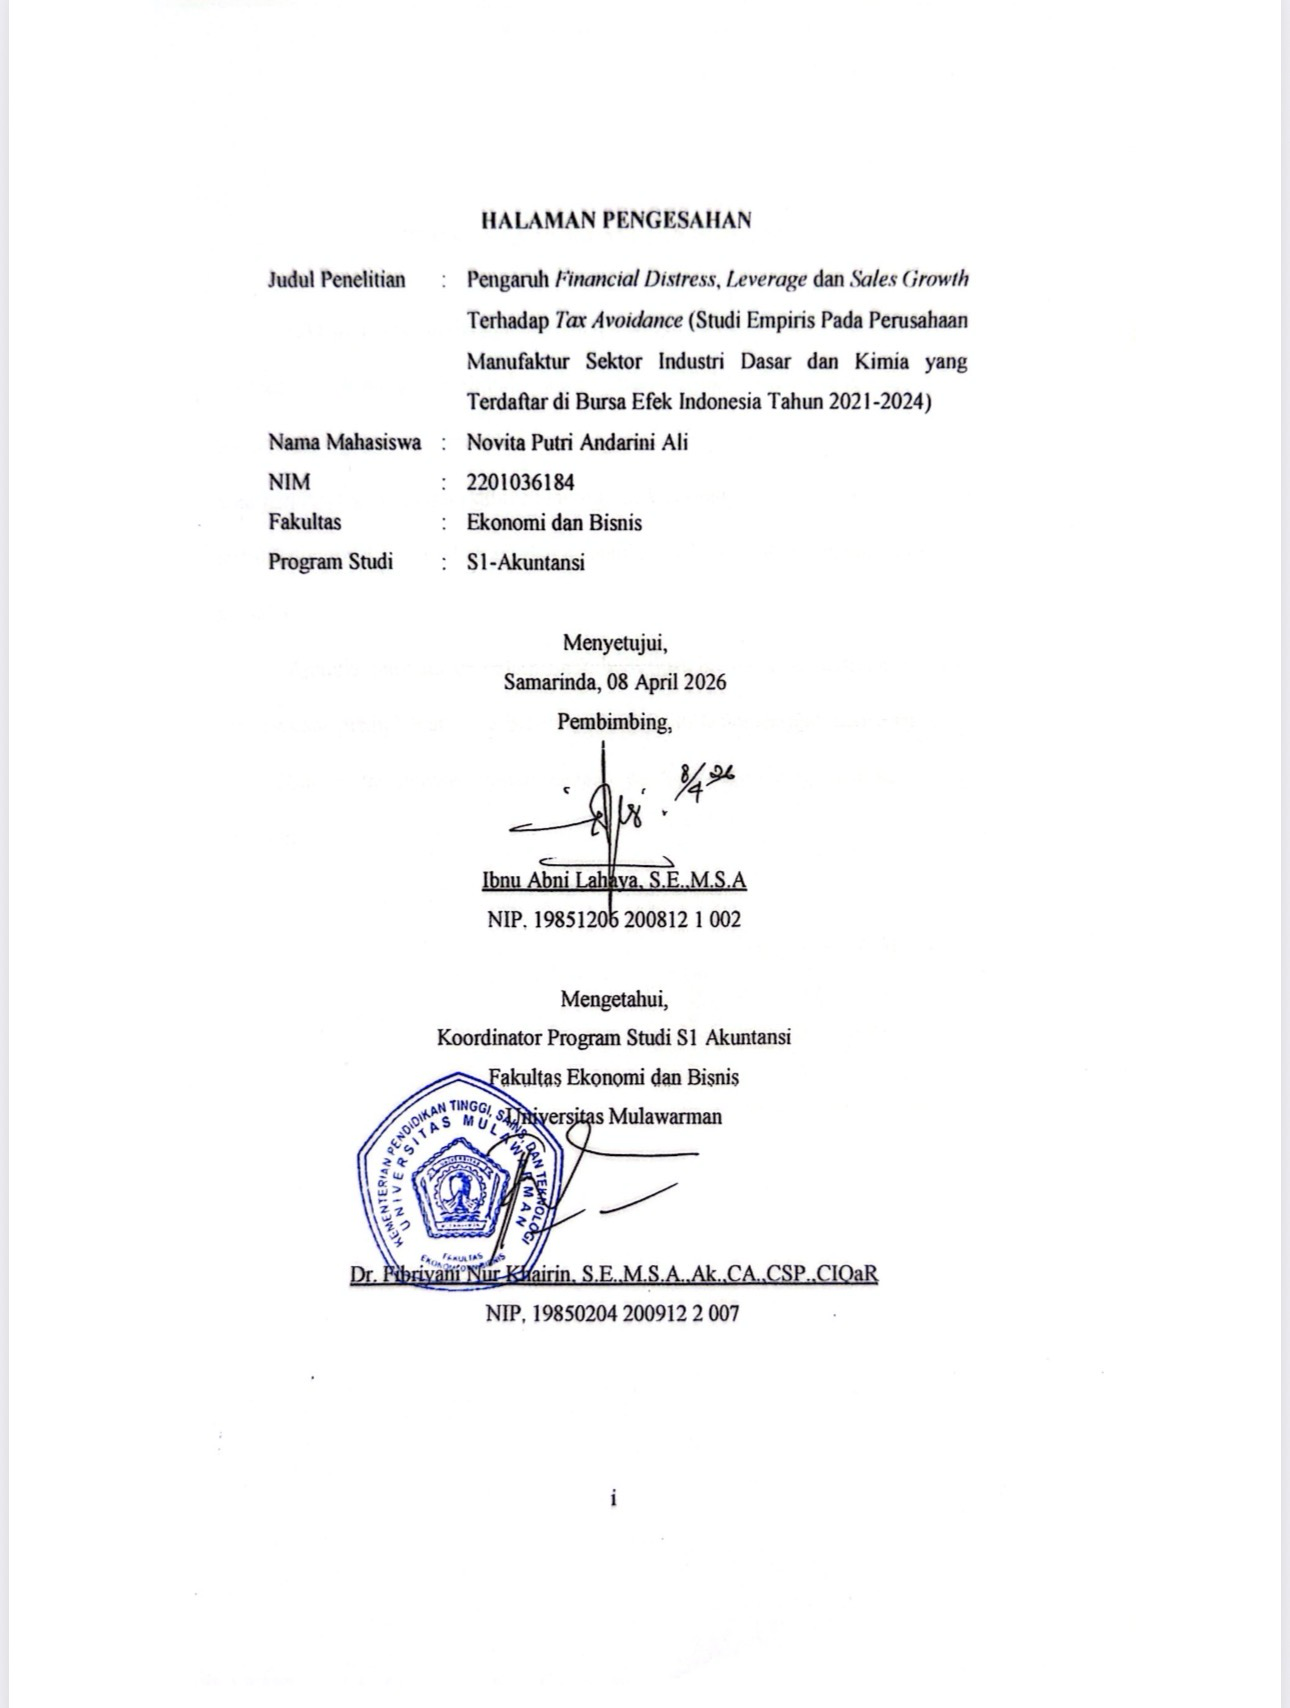 HALAMAN PENGESAHAN
Judul Penelitian : Pengaruh Financial Distress, Leverage dan Sales Growth
Terhadap Tax Avoidance (Studi Empiris Pada Perusahaan
Manufaktur Sektor Industri Dasar dan Kimia yang
Terdaftar di Bursa Efek Indonesia Tahun 2021-2024)
Nama Mahasiswa : Novita Putri Andarini Ali
NIM : 2201036184
Fakultas : Ekonomi dan Bisnis
Program Studi : S1-Akuntansi
Menyetujui,
Samarinda, 08 April 2026
Pembimbing,
8/4 26
Ibnu Abni Lahaya, S.E.,M.S.A
NIP. 19851206 200812 1 002
Mengetahui,
Koordinator Program Studi S1 Akuntansi
Fakultas Ekonomi dan Bisnis
Universitas Mulawarman
KEMENTERIAN PENDIDIKAN TINGGI, SAINS, DAN TEKNOLOGI
UNIVERSITAS MULAWARMAN
FAKULTAS
EKONOMI DAN BISNIS
Dr. Fibriyani Nur Khairin, S.E.,M.S.A.,Ak.,CA.,CSP.,CIQaR
NIP. 19850204 200912 2 007
i